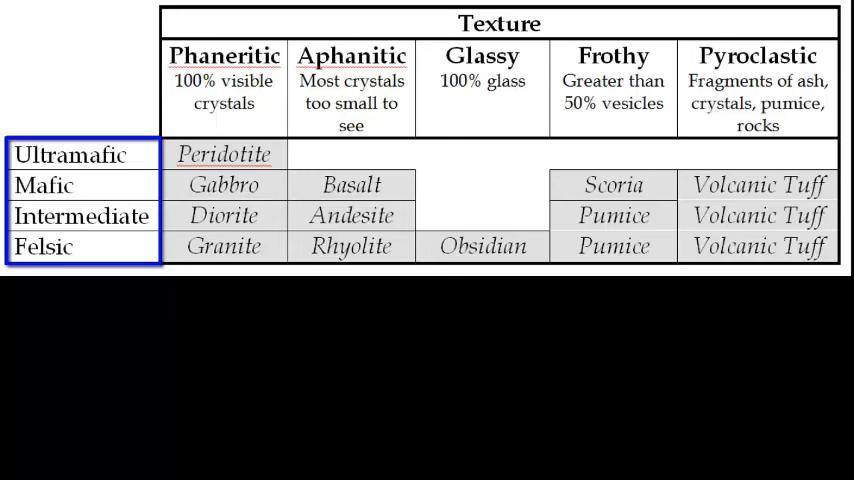 Texture
Phaneritic Aphanitic Glassy Frothy Pyroclastic
100% visible Most crystals 100% glass Greater than Fragments of ash,
crystals too small to 50% vesicles crystals, pumice,
see rocks
Ultramafic Peridotite
Mafic Gabbro Basalt Scoria Volcanic Tuff
Intermediate Diorite Andesite Pumice Volcanic Tuff
Felsic Granite Rhyolite Obsidian Pumice Volcanic Tuff